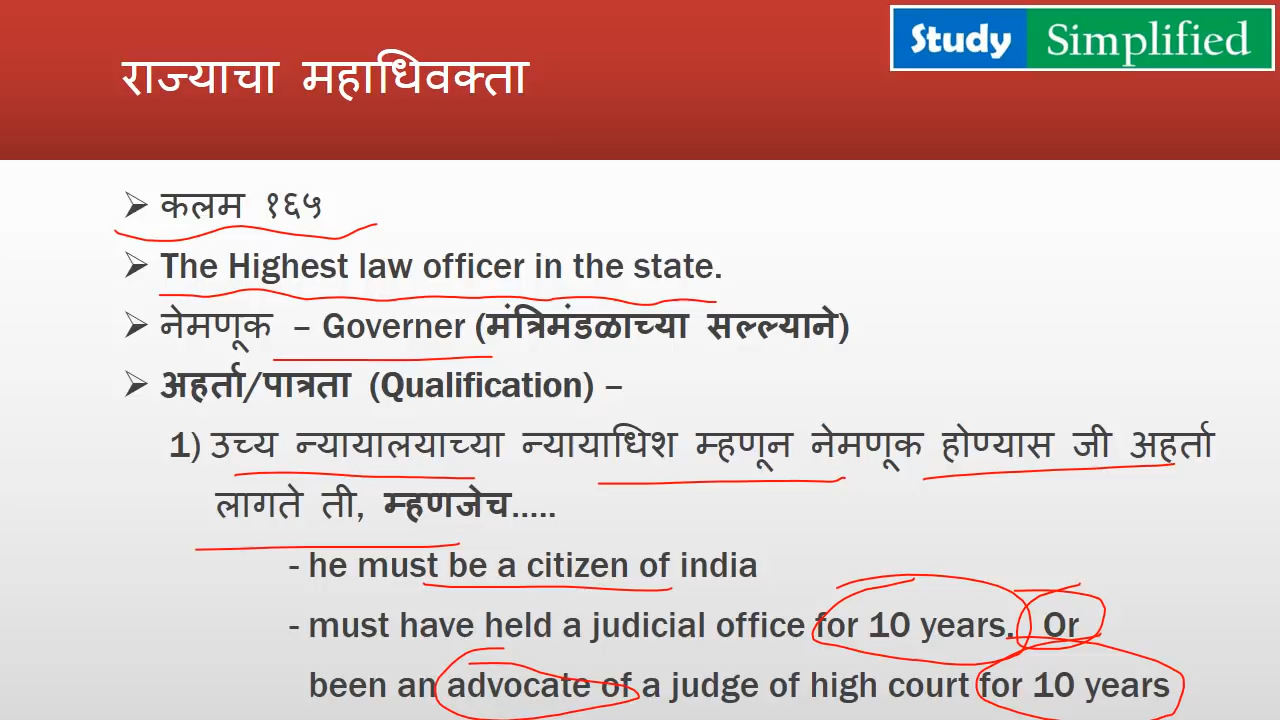 Study Simplified
राज्याचा महाधिवक्ता
कलम १६५
The Highest law officer in the state.
नेमणूक – Governer (मंत्रिमंडळाच्या सल्ल्याने)
अहर्ता/पात्रता (Qualification) –
1) उच्य न्यायालयाच्या न्यायाधिश म्हणून नेमणूक होण्यास जी अहर्ता
लागते ती, म्हणजेच.....
- he must be a citizen of india
- must have held a judicial office for 10 years. Or
been an advocate of a judge of high court for 10 years